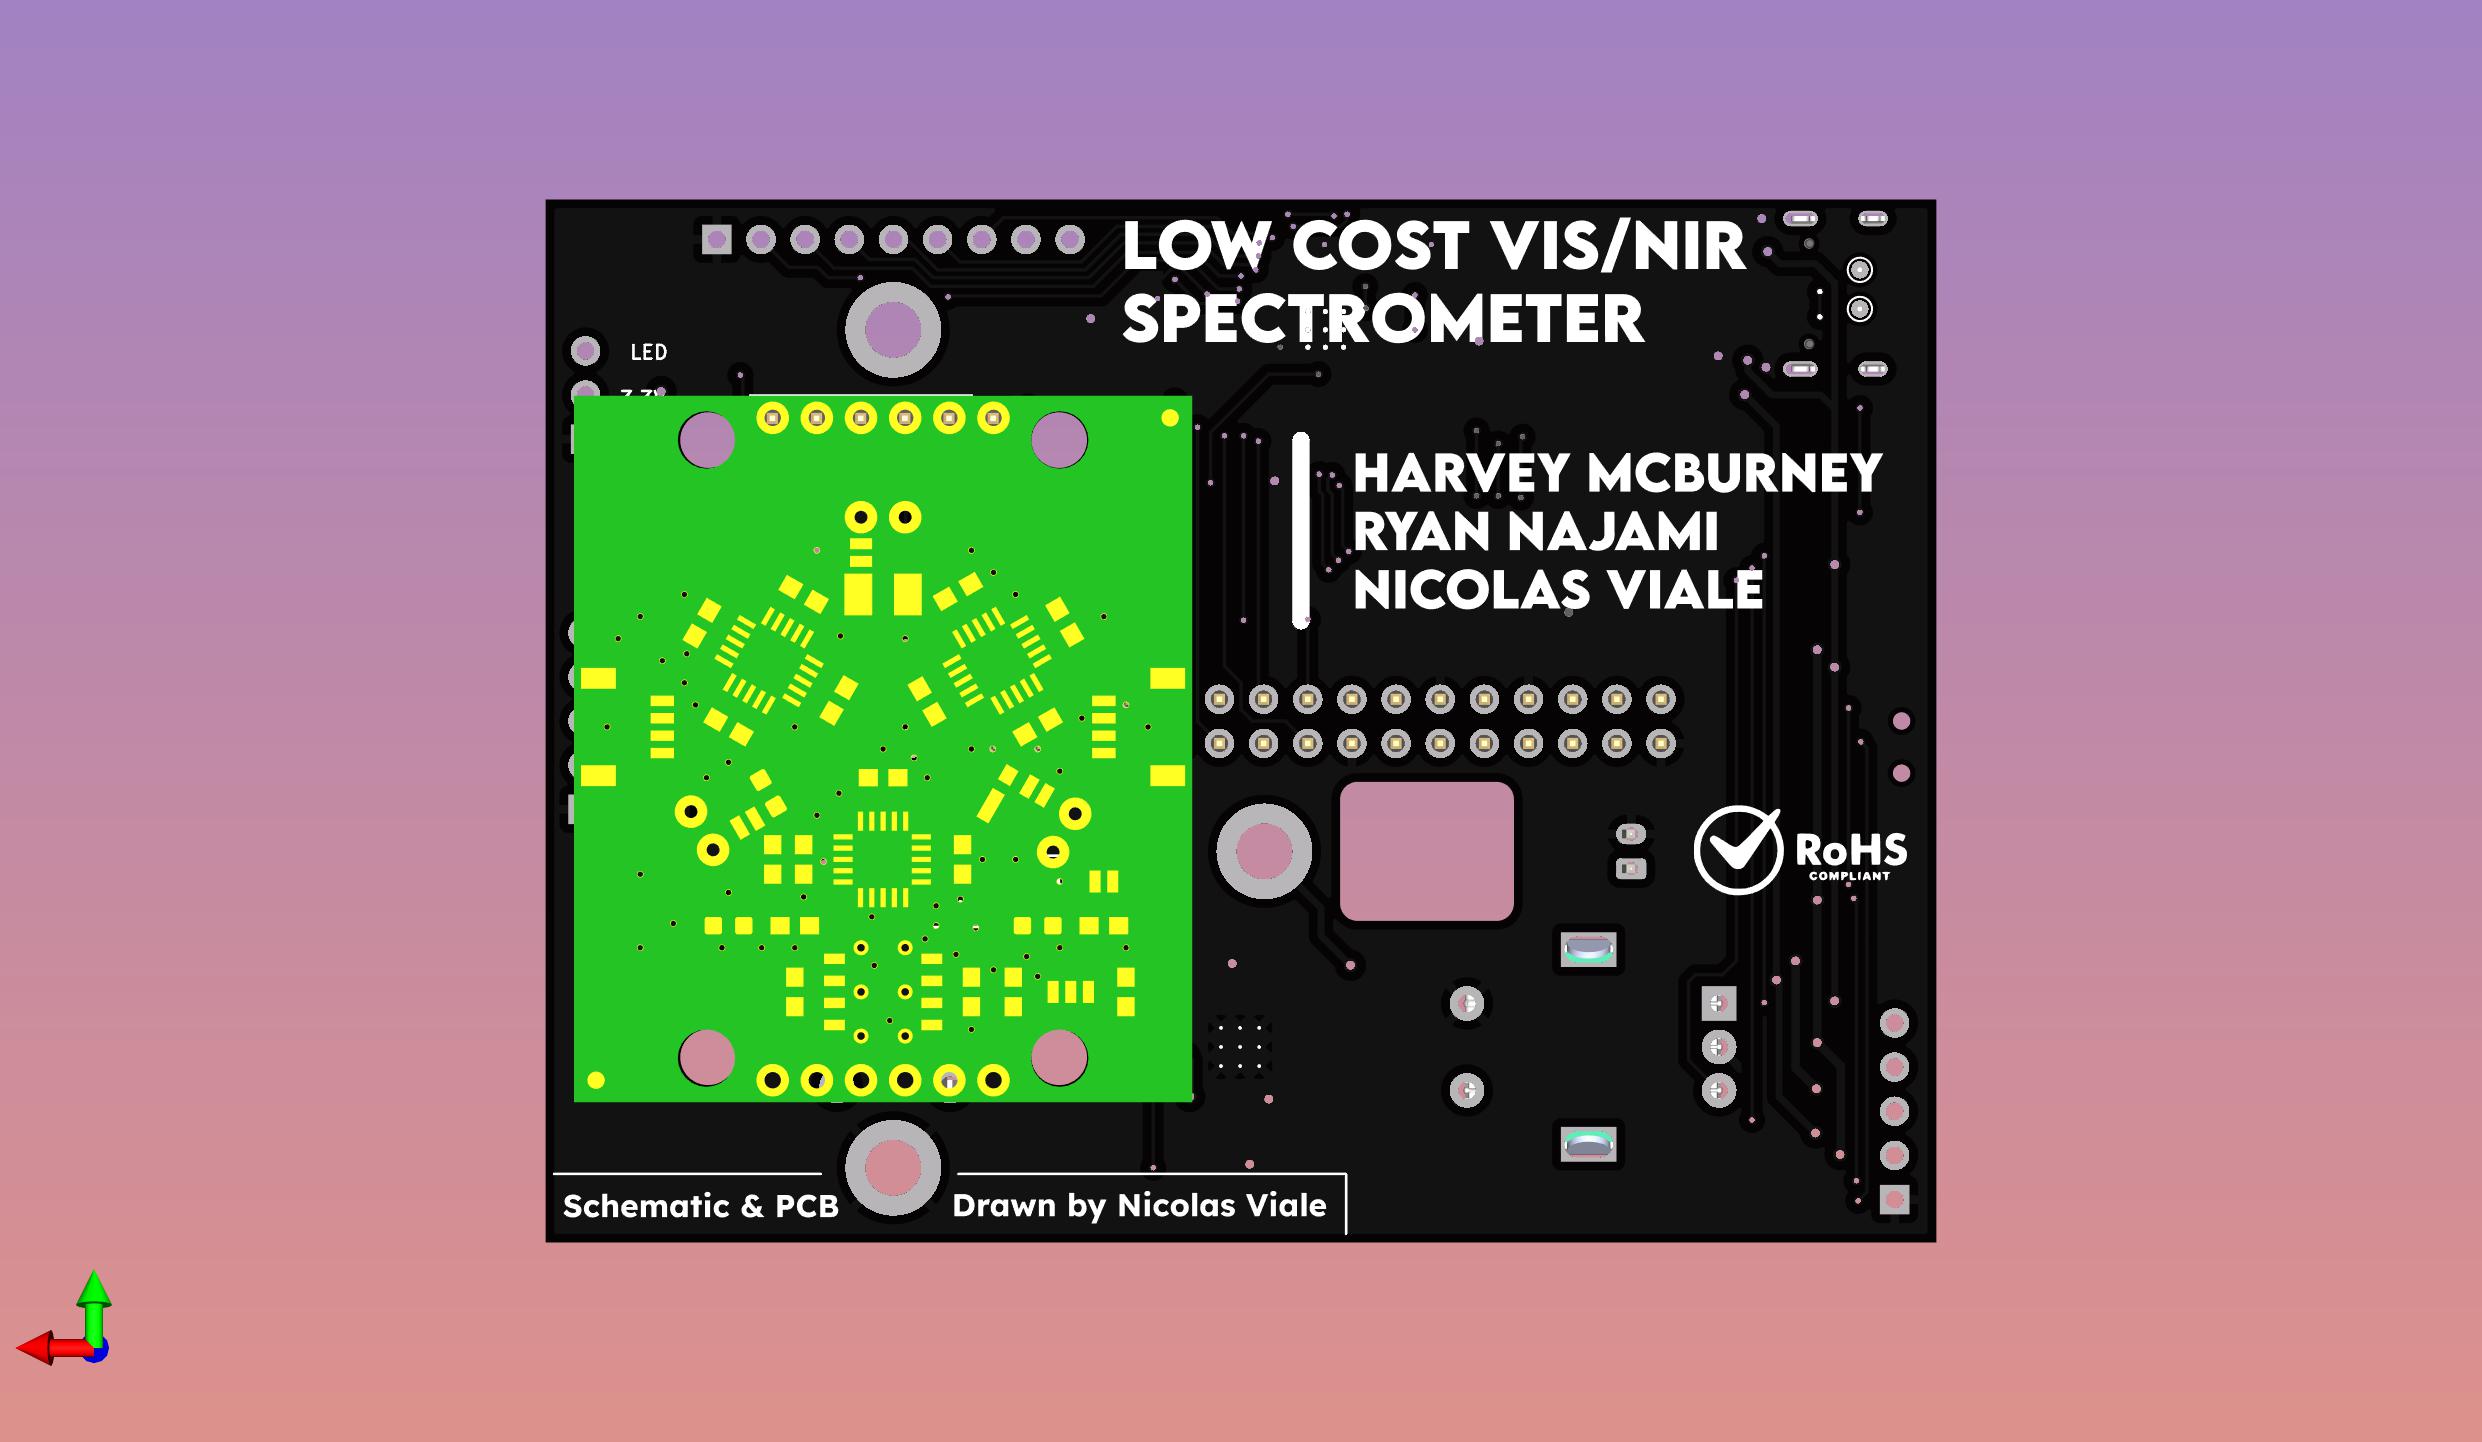 LOW COST VIS/NIR
SPECTROMETER
LED
HARVEY MCBURNEY
RYAN NAJAMI
NICOLAS VIALE
RoHS
COMPLIANT
Schematic & PCB
Drawn by Nicolas Viale